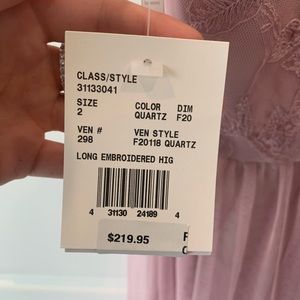 CLASS/STYLE
31133041
SIZE COLOR DIM
2 QUARTZ F20
VEN # VEN STYLE
298 F20118 QUARTZ
LONG EMBROIDERED HIG
4 31130 24189 4
$219.95